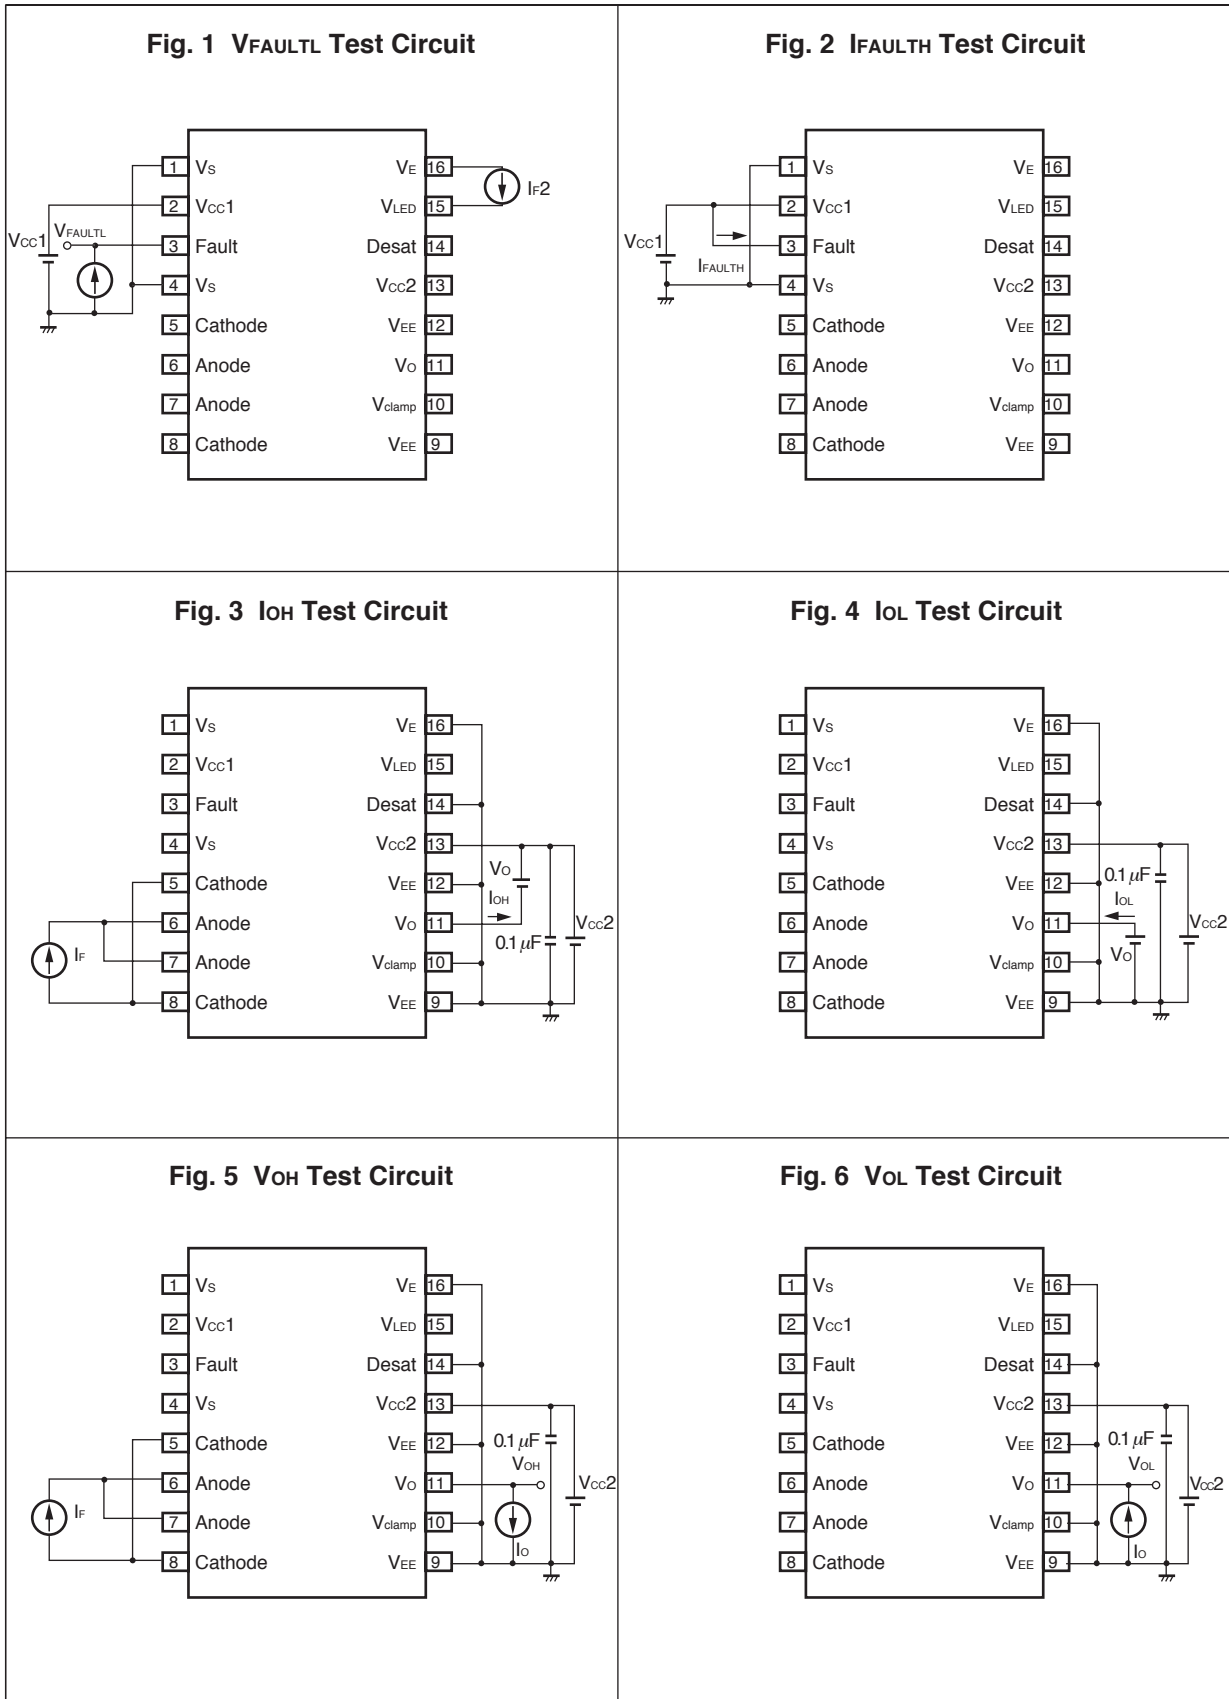 Fig. 1 VFAULTL Test Circuit
1 VS VE 16
IF2
2 VCC1 VLED 15
VCC1 VFAULTL
3 Fault Desat 14
4 VS VCC2 13
5 Cathode VEE 12
6 Anode VO 11
7 Anode Vclamp 10
8 Cathode VEE 9
Fig. 2 IFAULTH Test Circuit
1 VS VE 16
2 VCC1 VLED 15
VCC1
3 Fault Desat 14
IFAULTH
4 VS VCC2 13
5 Cathode VEE 12
6 Anode VO 11
7 Anode Vclamp 10
8 Cathode VEE 9
Fig. 3 IOH Test Circuit
1 VS VE 16
2 VCC1 VLED 15
3 Fault Desat 14
4 VS VCC2 13
VO
5 Cathode VEE 12
IOH
6 Anode VO 11
VCC2
0.1 μF
IF
7 Anode Vclamp 10
8 Cathode VEE 9
Fig. 4 IOL Test Circuit
1 VS VE 16
2 VCC1 VLED 15
3 Fault Desat 14
4 VS VCC2 13
0.1 μF
5 Cathode VEE 12
IOL
6 Anode VO 11
VCC2
VO
7 Anode Vclamp 10
8 Cathode VEE 9
Fig. 5 VOH Test Circuit
1 VS VE 16
2 VCC1 VLED 15
3 Fault Desat 14
4 VS VCC2 13
0.1 μF
5 Cathode VEE 12
VOH
6 Anode VO 11
VCC2
IF
7 Anode Vclamp 10
IO
8 Cathode VEE 9
Fig. 6 VOL Test Circuit
1 VS VE 16
2 VCC1 VLED 15
3 Fault Desat 14
4 VS VCC2 13
0.1 μF
5 Cathode VEE 12
VOL
6 Anode VO 11
VCC2
7 Anode Vclamp 10
IO
8 Cathode VEE 9